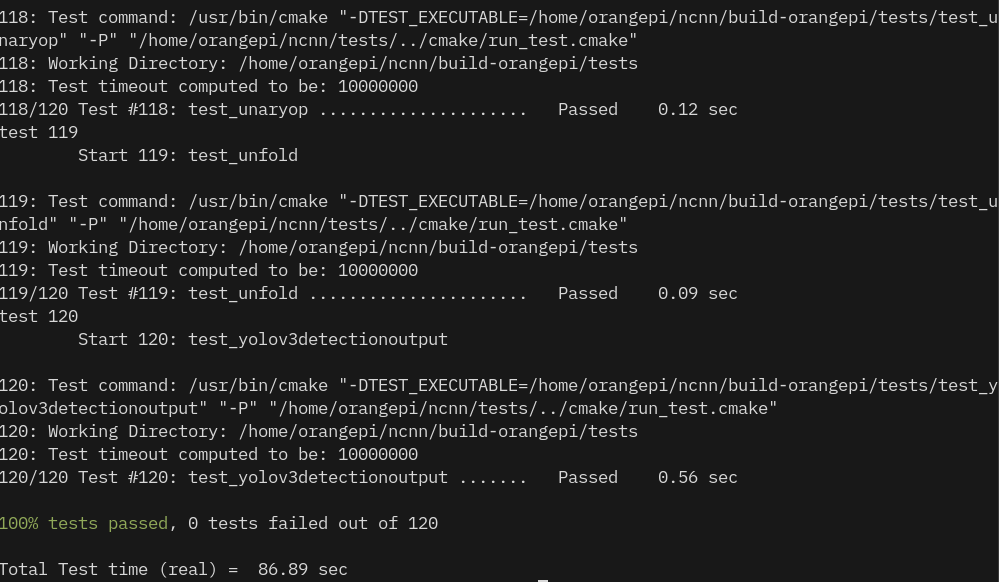 118: Test command: /usr/bin/cmake "-DTEST_EXECUTABLE=/home/orangepi/ncnn/build-orangepi/tests/test_u
naryop" "-P" "/home/orangepi/ncnn/tests/../cmake/run_test.cmake"
118: Working Directory: /home/orangepi/ncnn/build-orangepi/tests
118: Test timeout computed to be: 10000000
118/120 Test #118: test_unaryop .....................   Passed    0.12 sec
test 119
        Start 119: test_unfold

119: Test command: /usr/bin/cmake "-DTEST_EXECUTABLE=/home/orangepi/ncnn/build-orangepi/tests/test_u
nfold" "-P" "/home/orangepi/ncnn/tests/../cmake/run_test.cmake"
119: Working Directory: /home/orangepi/ncnn/build-orangepi/tests
119: Test timeout computed to be: 10000000
119/120 Test #119: test_unfold ......................   Passed    0.09 sec
test 120
        Start 120: test_yolov3detectionoutput

120: Test command: /usr/bin/cmake "-DTEST_EXECUTABLE=/home/orangepi/ncnn/build-orangepi/tests/test_y
olov3detectionoutput" "-P" "/home/orangepi/ncnn/tests/../cmake/run_test.cmake"
120: Working Directory: /home/orangepi/ncnn/build-orangepi/tests
120: Test timeout computed to be: 10000000
120/120 Test #120: test_yolov3detectionoutput .......   Passed    0.56 sec

100% tests passed, 0 tests failed out of 120

Total Test time (real) =  86.89 sec